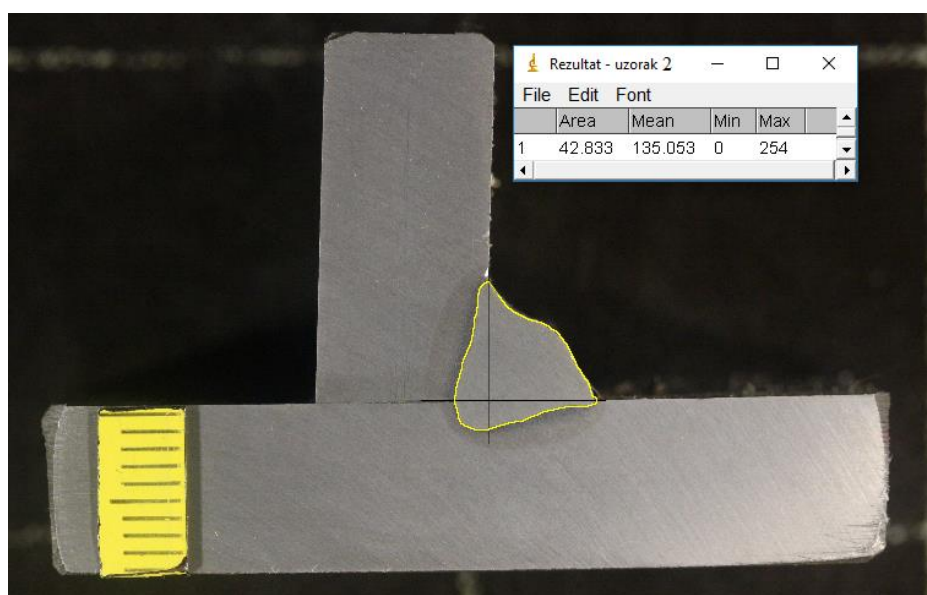 Rezultat - uzorak 2
File Edit Font
Area Mean Min Max
1 42.833 135.053 0 254